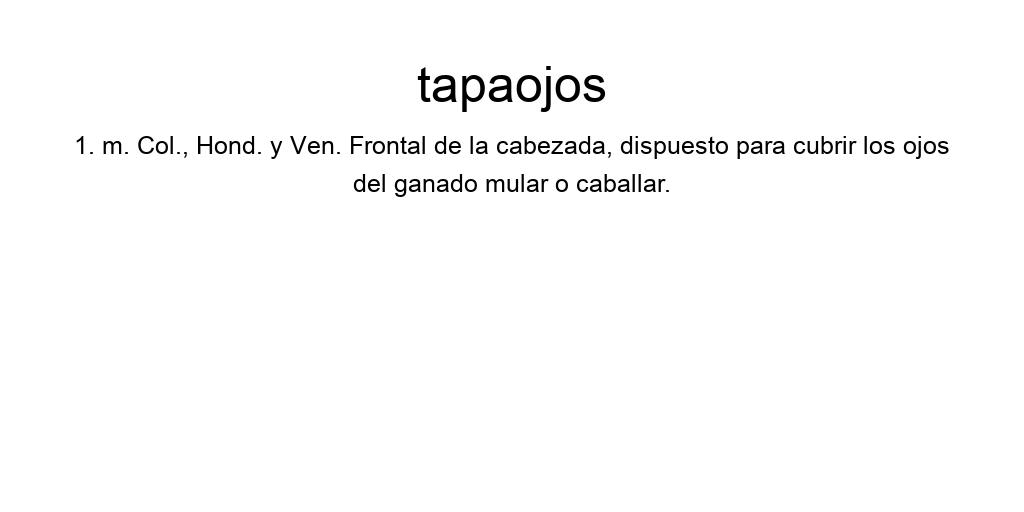 tapaojos
1. m. Col., Hond. y Ven. Frontal de la cabezada, dispuesto para cubrir los ojos
del ganado mular o caballar.